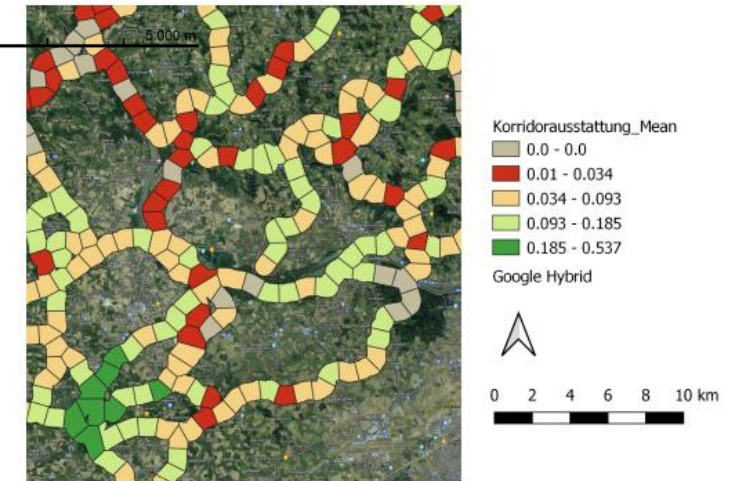 5.000 m
Korridorausstattung_Mean
0.0 - 0.0
0.01 - 0.034
0.034 - 0.093
0.093 - 0.185
0.185 - 0.537
Google Hybrid
0 2 4 6 8 10 km